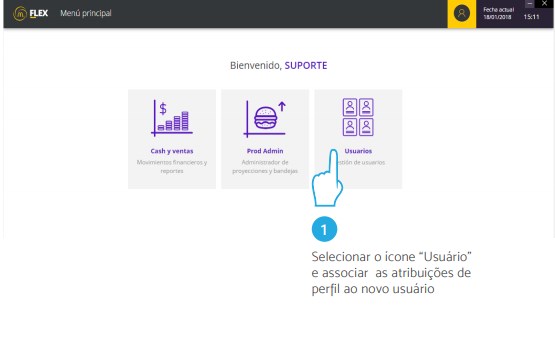 FLEX Menú principal
Fecha actual
18/01/2018 15:11
Bienvenido, SUPORTE
Cash y ventas
Movimientos financieros y
reportes
Prod Admin
Administrador de
proyecciones y bandejas
Usuarios
stión de usuarios
1
Selecionar o icone “Usuário”
e associar as atribuições de
perfil ao novo usuário